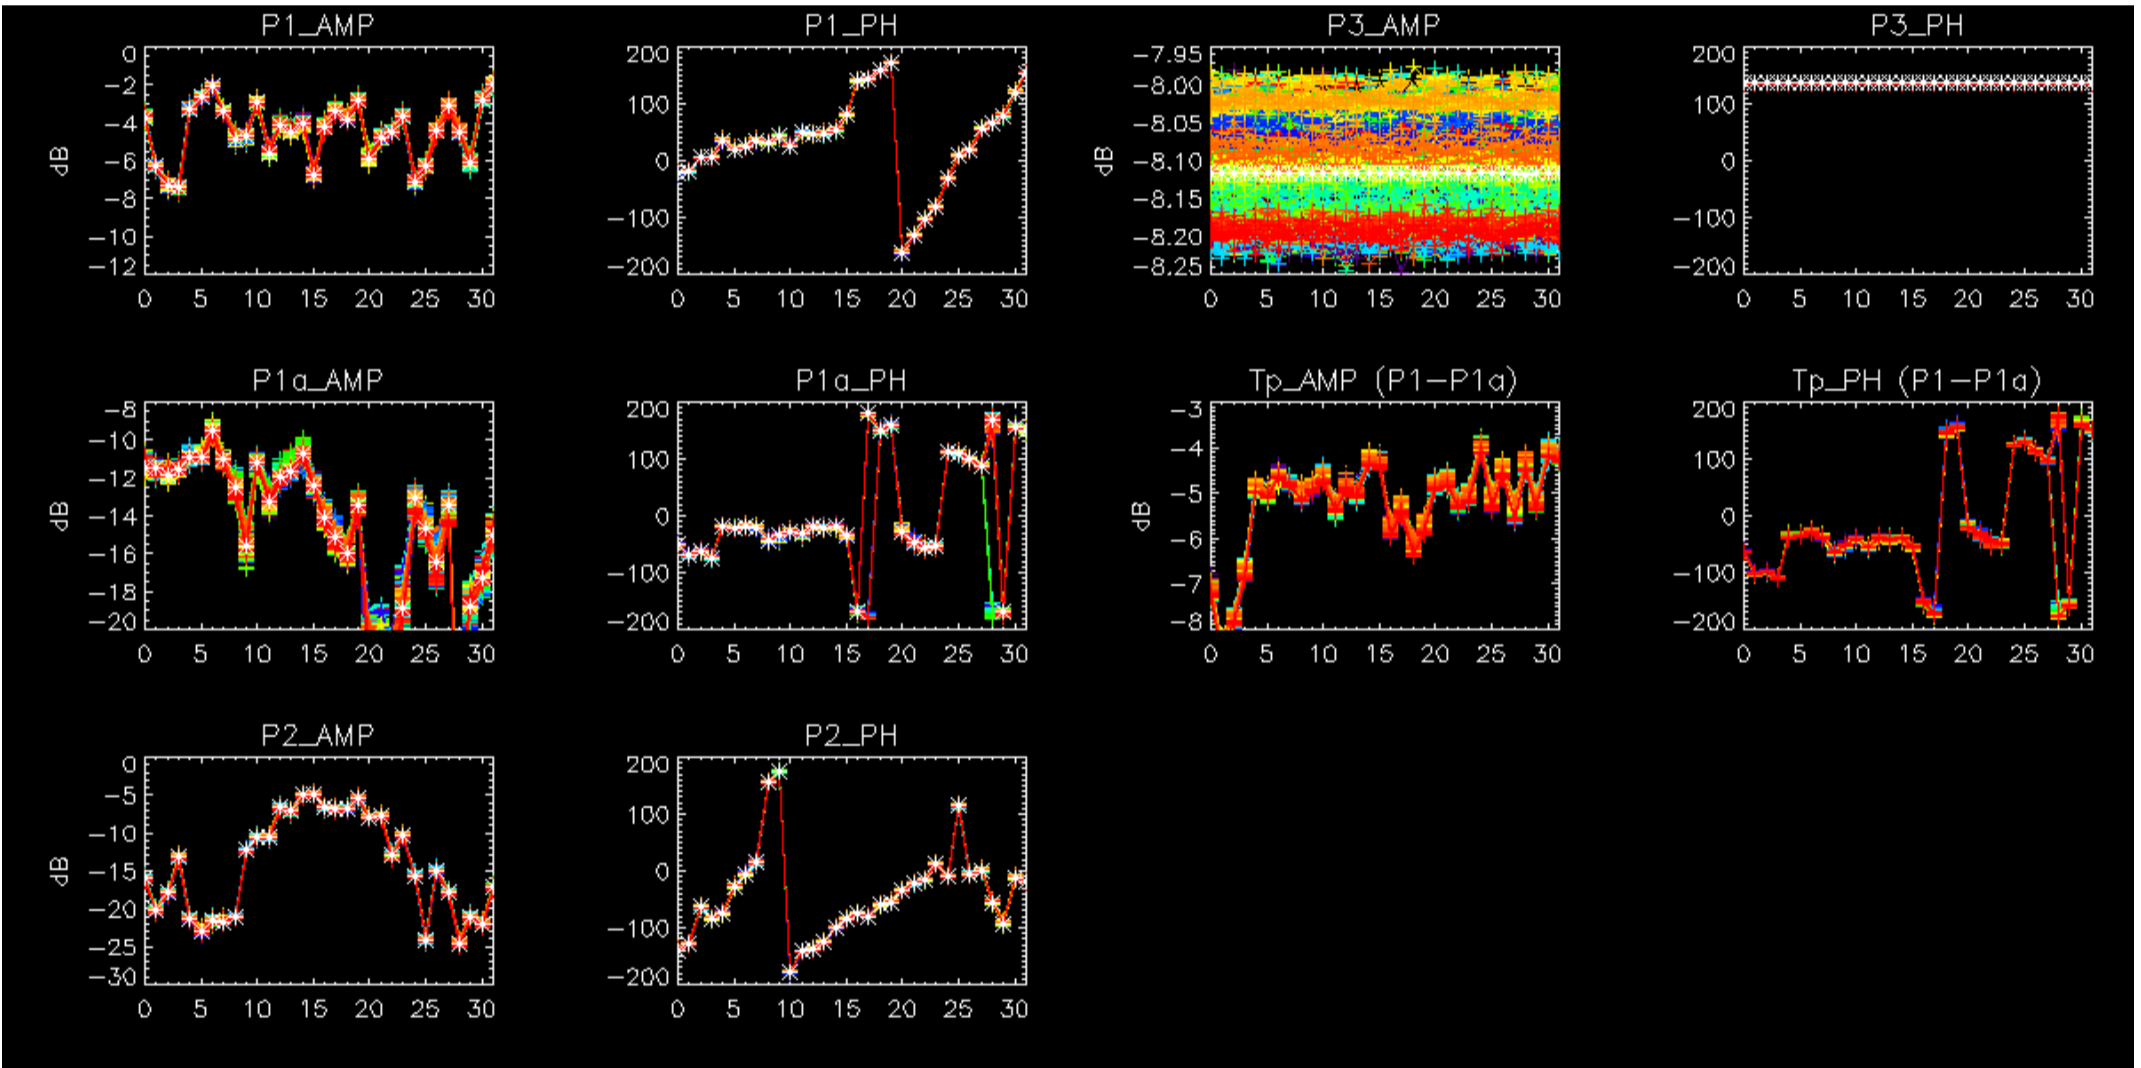 P1_AMP
0
−2
−4
−6
−8
−10
−12
dB
0 5 10 15 20 25 30
P1_PH
200
100
0
−100
−200
0 5 10 15 20 25 30
P3_AMP
−7.95
−8.00
−8.05
−8.10
−8.15
−8.20
−8.25
dB
0 5 10 15 20 25 30
P3_PH
200
100
0
−100
−200
0 5 10 15 20 25 30
P1a_AMP
−8
−10
−12
−14
−16
−18
−20
dB
0 5 10 15 20 25 30
P1a_PH
200
100
0
−100
−200
0 5 10 15 20 25 30
Tp_AMP (P1−P1a)
−3
−4
−5
−6
−7
−8
dB
0 5 10 15 20 25 30
Tp_PH (P1−P1a)
200
100
0
−100
−200
0 5 10 15 20 25 30
P2_AMP
0
−5
−10
−15
−20
−25
−30
dB
0 5 10 15 20 25 30
P2_PH
200
100
0
−100
−200
0 5 10 15 20 25 30